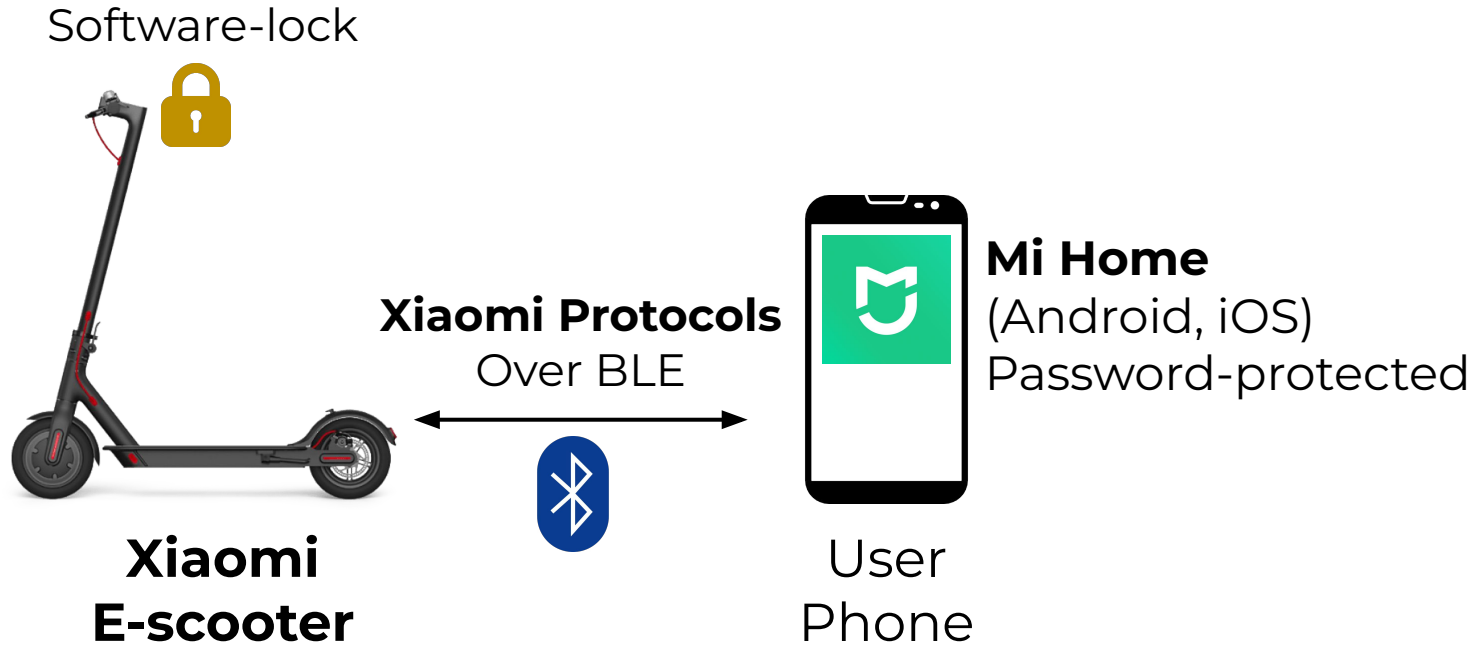 Software-lock
Xiaomi Protocols
Over BLE
Mi Home
(Android, iOS)
Password-protected
Xiaomi
E-scooter
User
Phone